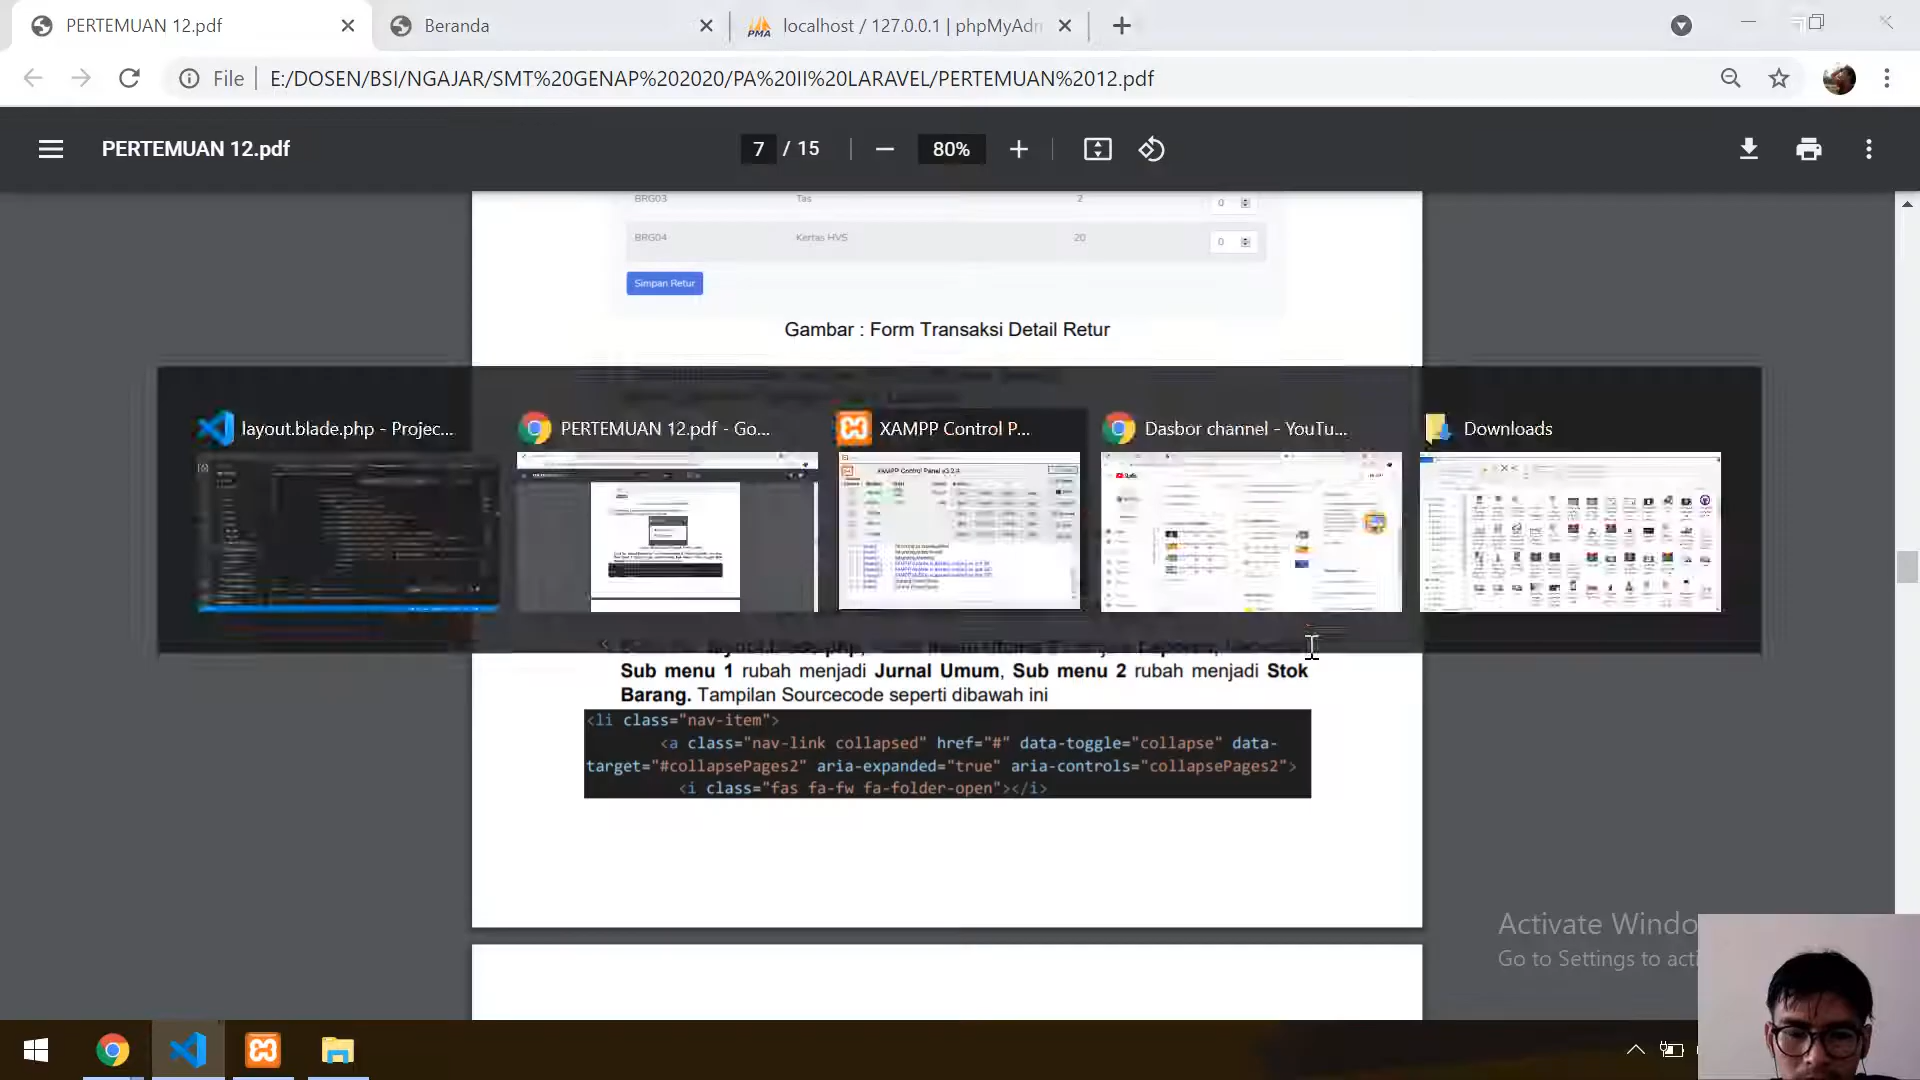 PERTEMUAN 12.pdf
Beranda
localhost / 127.0.0.1 | phpMyAdm
File
E:/DOSEN/BSI/NGAJAR/SMT%20GENAP%202020/PA%20II%20LARAVEL/PERTEMUAN%2012.pdf
PERTEMUAN 12.pdf
7 / 15
80%
BRG03 Tas 2 0
BRG04 Kertas HVS 20 0
Simpan Retur
Gambar : Form Transaksi Detail Retur
layout.blade.php - Projec...
PERTEMUAN 12.pdf - Go...
XAMPP Control P...
Dasbor channel - YouTu...
Downloads
Sub menu 1 rubah menjadi Jurnal Umum, Sub menu 2 rubah menjadi Stok
Barang. Tampilan Sourcecode seperti dibawah ini
<li class="nav-item">
<a class="nav-link collapsed" href="#" data-toggle="collapse" data-
target="#collapsePages2" aria-expanded="true" aria-controls="collapsePages2">
<i class="fas fa-fw fa-folder-open"></i>
Activate Windo
Go to Settings to acti